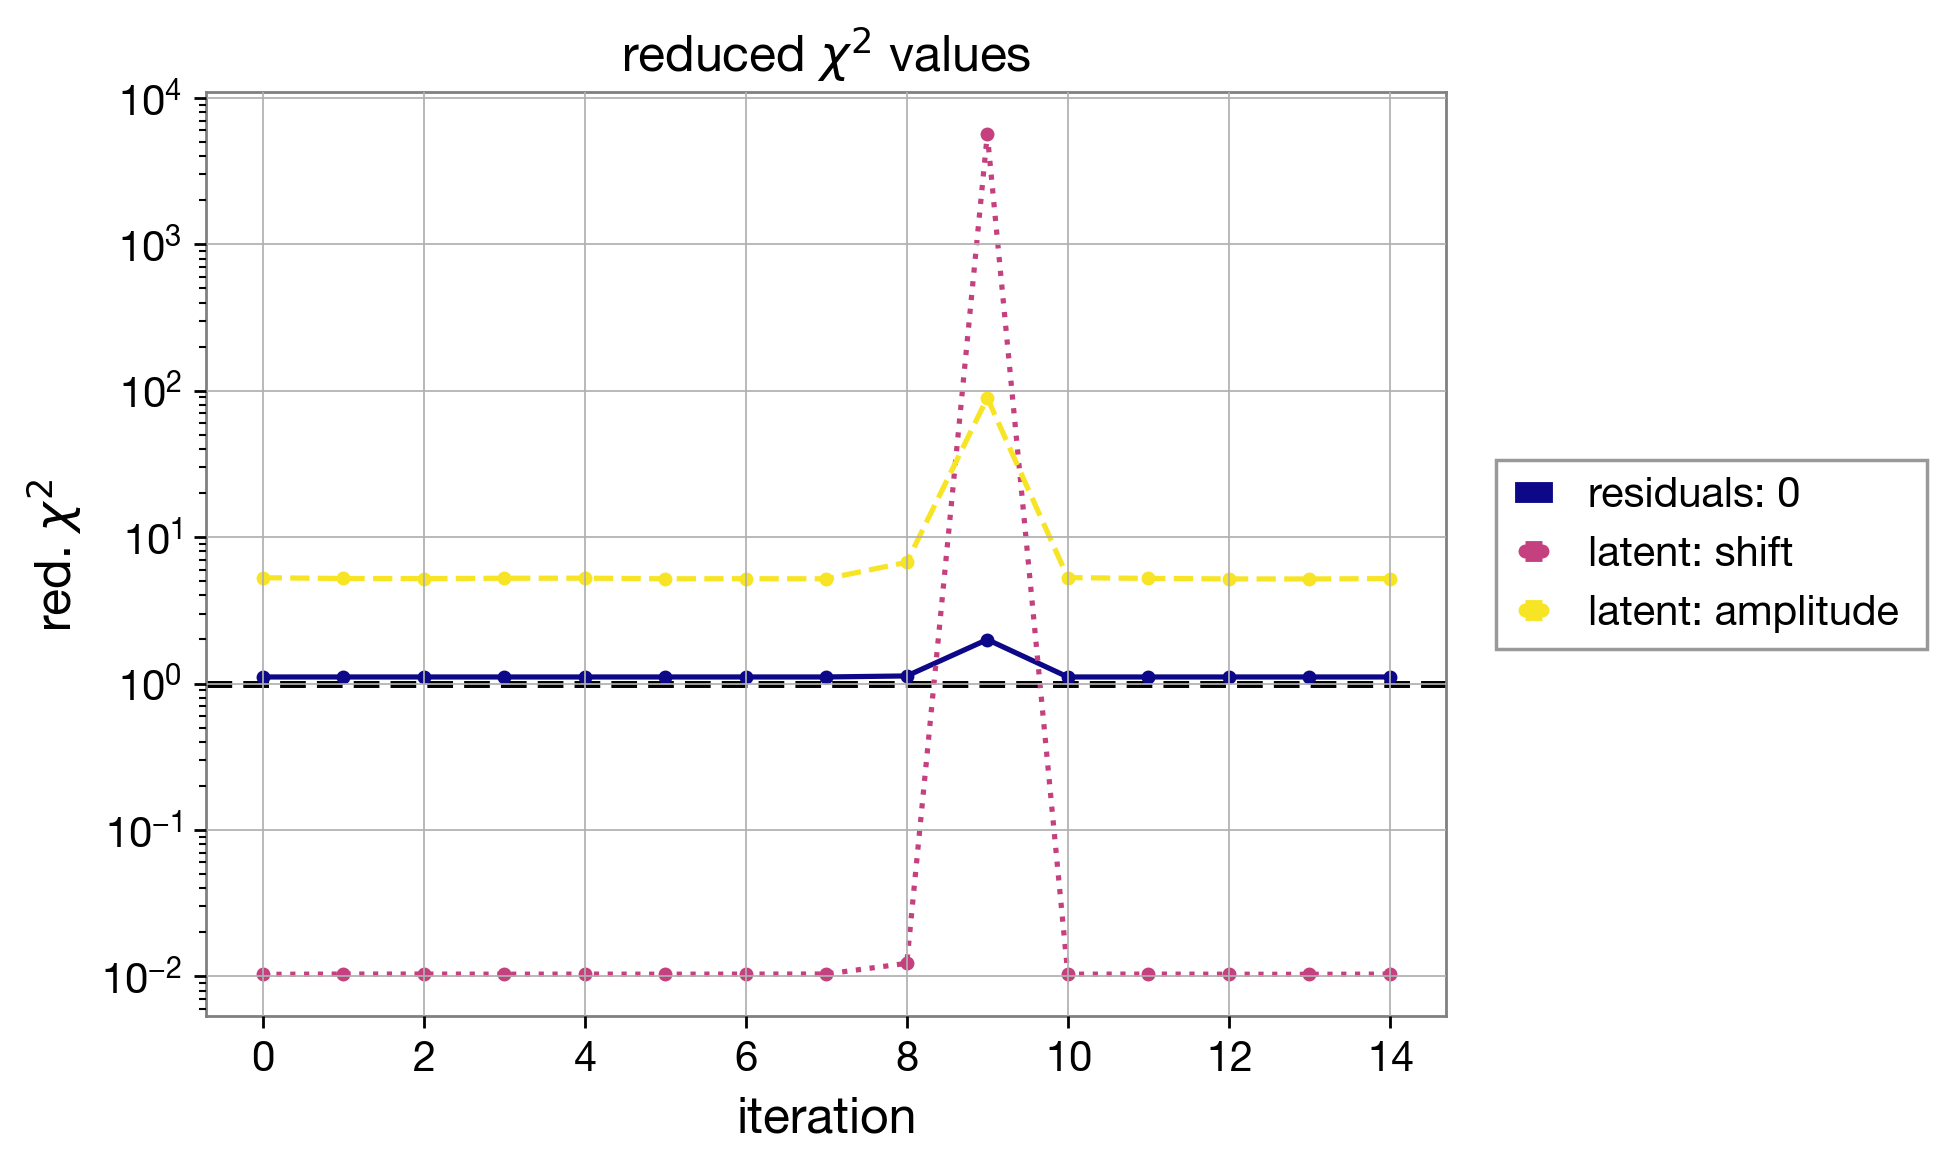 reduced χ² values
10⁴
10³
10²
10¹
10⁰
10⁻¹
10⁻²
red. χ²
0 2 4 6 8 10 12 14
iteration
residuals: 0
latent: shift
latent: amplitude